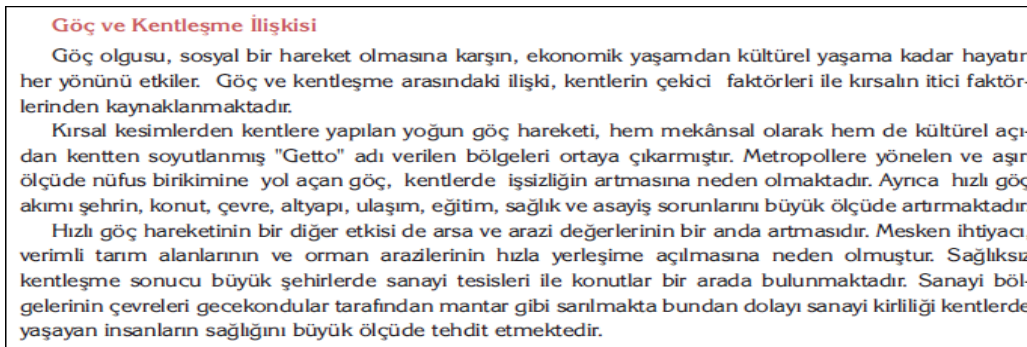 Göç ve Kentleşme İlişkisi
Göç olgusu, sosyal bir hareket olmasına karşın, ekonomik yaşamdan kültürel yaşama kadar hayatın
her yönünü etkiler. Göç ve kentleşme arasındaki ilişki, kentlerin çekici faktörleri ile kırsalın itici faktör-
lerinden kaynaklanmaktadır.
Kırsal kesimlerden kentlere yapılan yoğun göç hareketi, hem mekânsal olarak hem de kültürel açı-
dan kentten soyutlanmış "Getto" adı verilen bölgeleri ortaya çıkarmıştır. Metropollere yönelen ve aşırı
ölçüde nüfus birikimine yol açan göç, kentlerde işsizliğin artmasına neden olmaktadır. Ayrıca hızlı göç
akımı şehrin, konut, çevre, altyapı, ulaşım, eğitim, sağlık ve asayiş sorunlarını büyük ölçüde artırmaktadır.
Hızlı göç hareketinin bir diğer etkisi de arsa ve arazi değerlerinin bir anda artmasıdır. Mesken ihtiyacı,
verimli tarım alanlarının ve orman arazilerinin hızla yerleşime açılmasına neden olmuştur. Sağlıksız
kentleşme sonucu büyük şehirlerde sanayi tesisleri ile konutlar bir arada bulunmaktadır. Sanayi böl-
gelerinin çevreleri gecekondular tarafından mantar gibi sarılmakta bundan dolayı sanayi kirliliği kentlerde
yaşayan insanların sağlığını büyük ölçüde tehdit etmektedir.